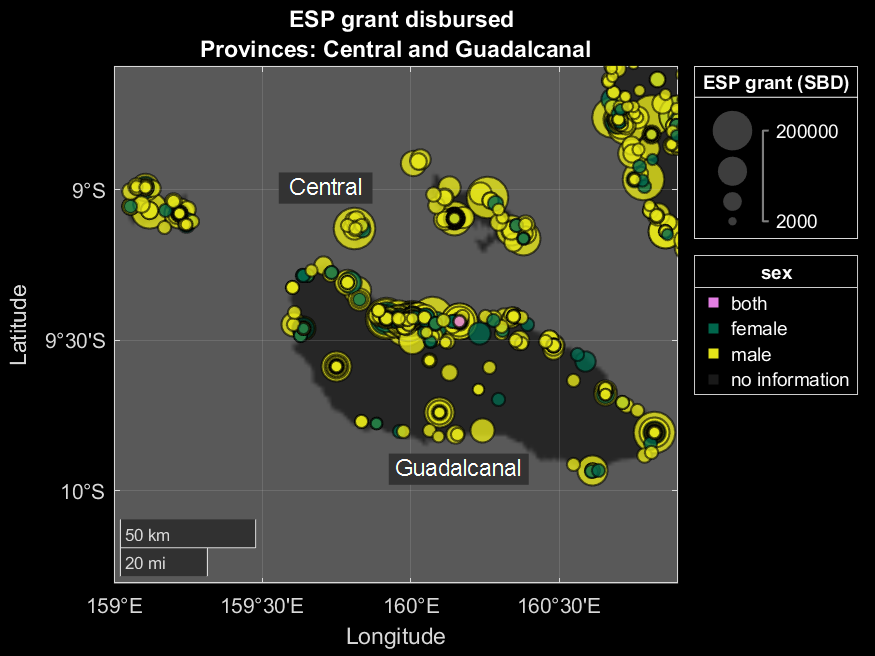 ESP grant disbursed
Provinces: Central and Guadalcanal
ESP grant (SBD)
200000
2000
sex
both
female
male
no information
Central
Guadalcanal
Latitude
9°S
9°30'S
10°S
50 km
20 mi
159°E
159°30'E
160°E
160°30'E
Longitude